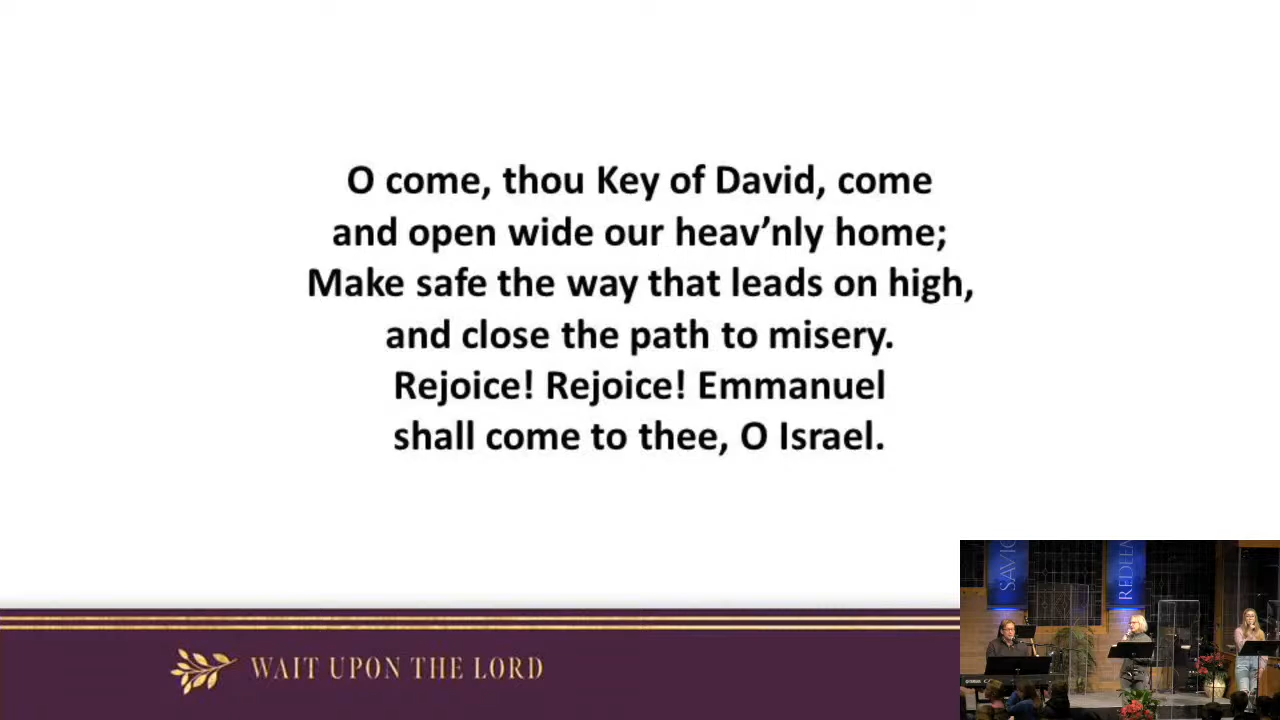 O come, thou Key of David, come
and open wide our heav’nly home;
Make safe the way that leads on high,
and close the path to misery.
Rejoice! Rejoice! Emmanuel
shall come to thee, O Israel.
WAIT UPON THE LORD